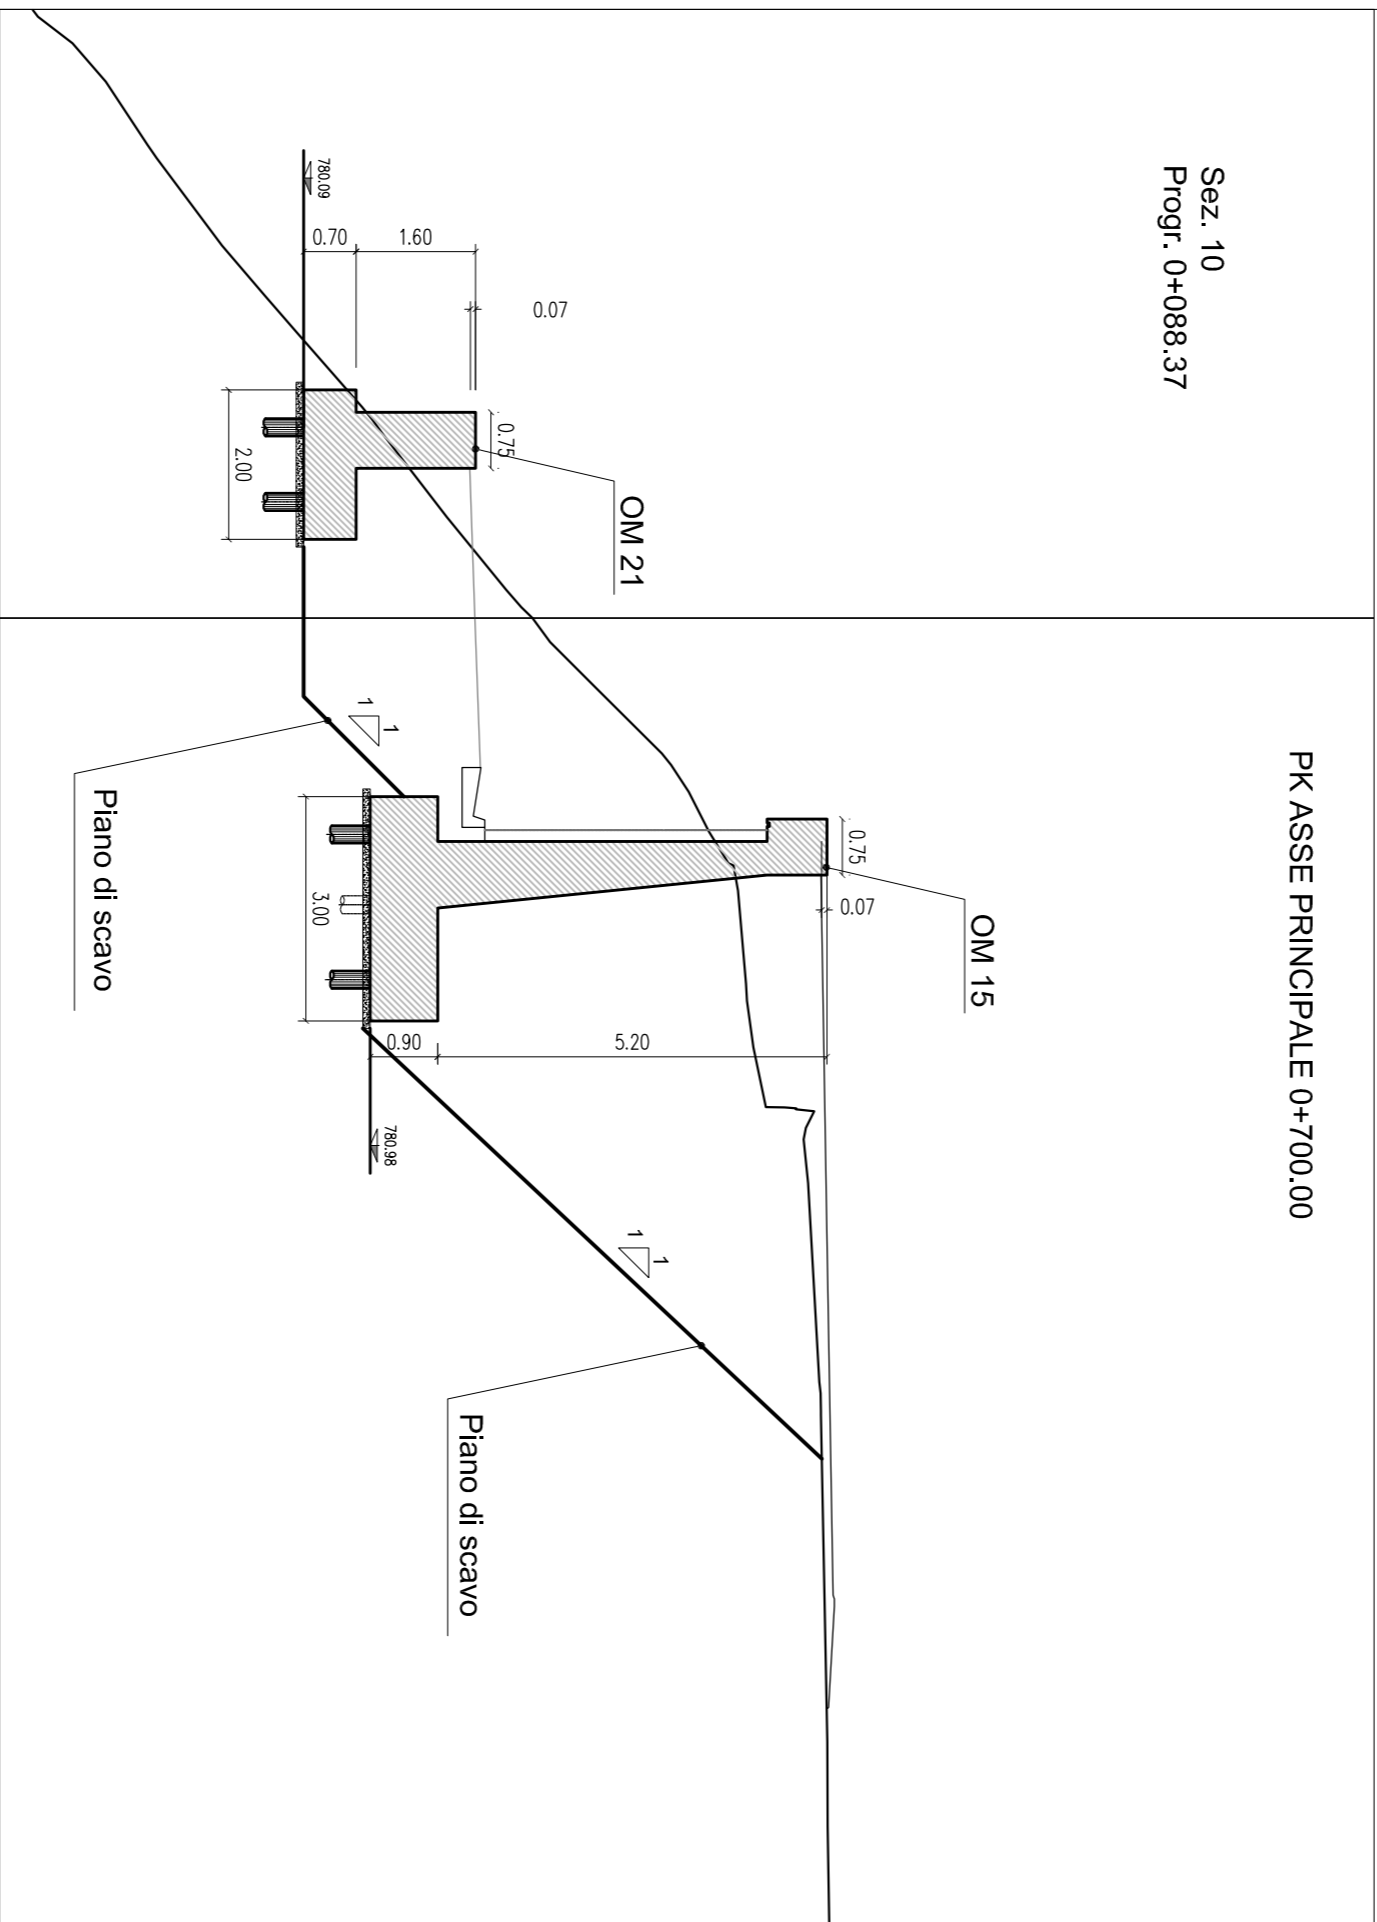 Sez. 10
Progr. 0+088.37
PK ASSE PRINCIPALE 0+700.00
OM 15
0.75
0.07
5.20
0.90
780.98
3.00
1
1
Piano di scavo
OM 21
0.75
0.07
1.60
0.70
780.09
2.00
1
1
Piano di scavo